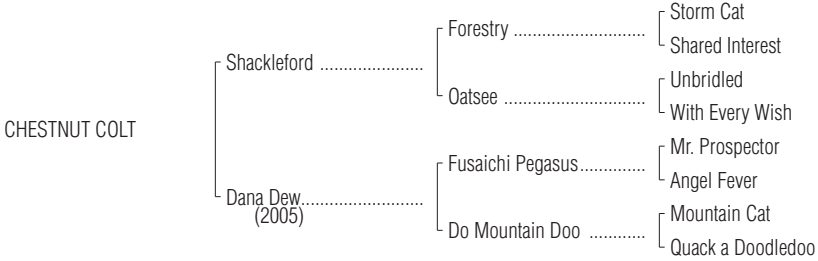 Storm Cat
Forestry ............................
Shared Interest
Shackleford ......................
Unbridled
Oatsee ..............................
With Every Wish
CHESTNUT COLT
Mr. Prospector
Fusaichi Pegasus..............
Angel Fever
Dana Dew..........................
(2005)
Mountain Cat
Do Mountain Doo ............
Quack a Doodledoo